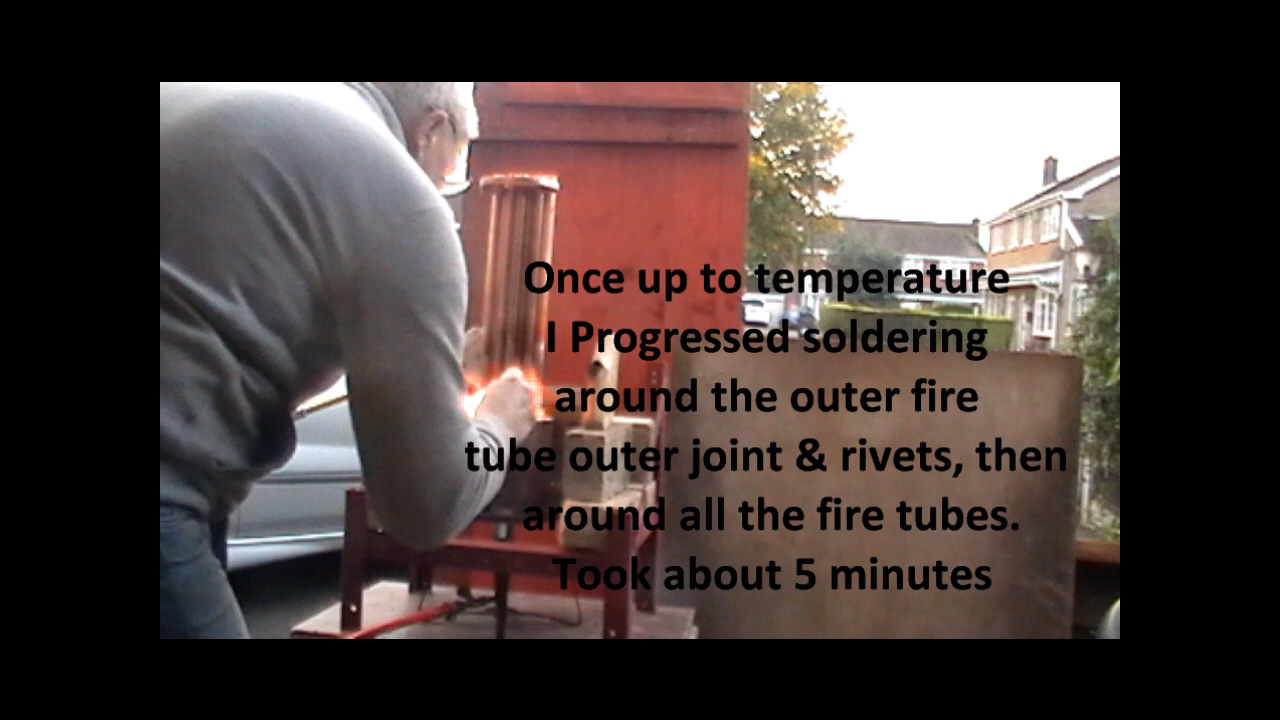 Once up to temperature
I Progressed soldering
around the outer fire
tube outer joint & rivets, then
around all the fire tubes.
Took about 5 minutes